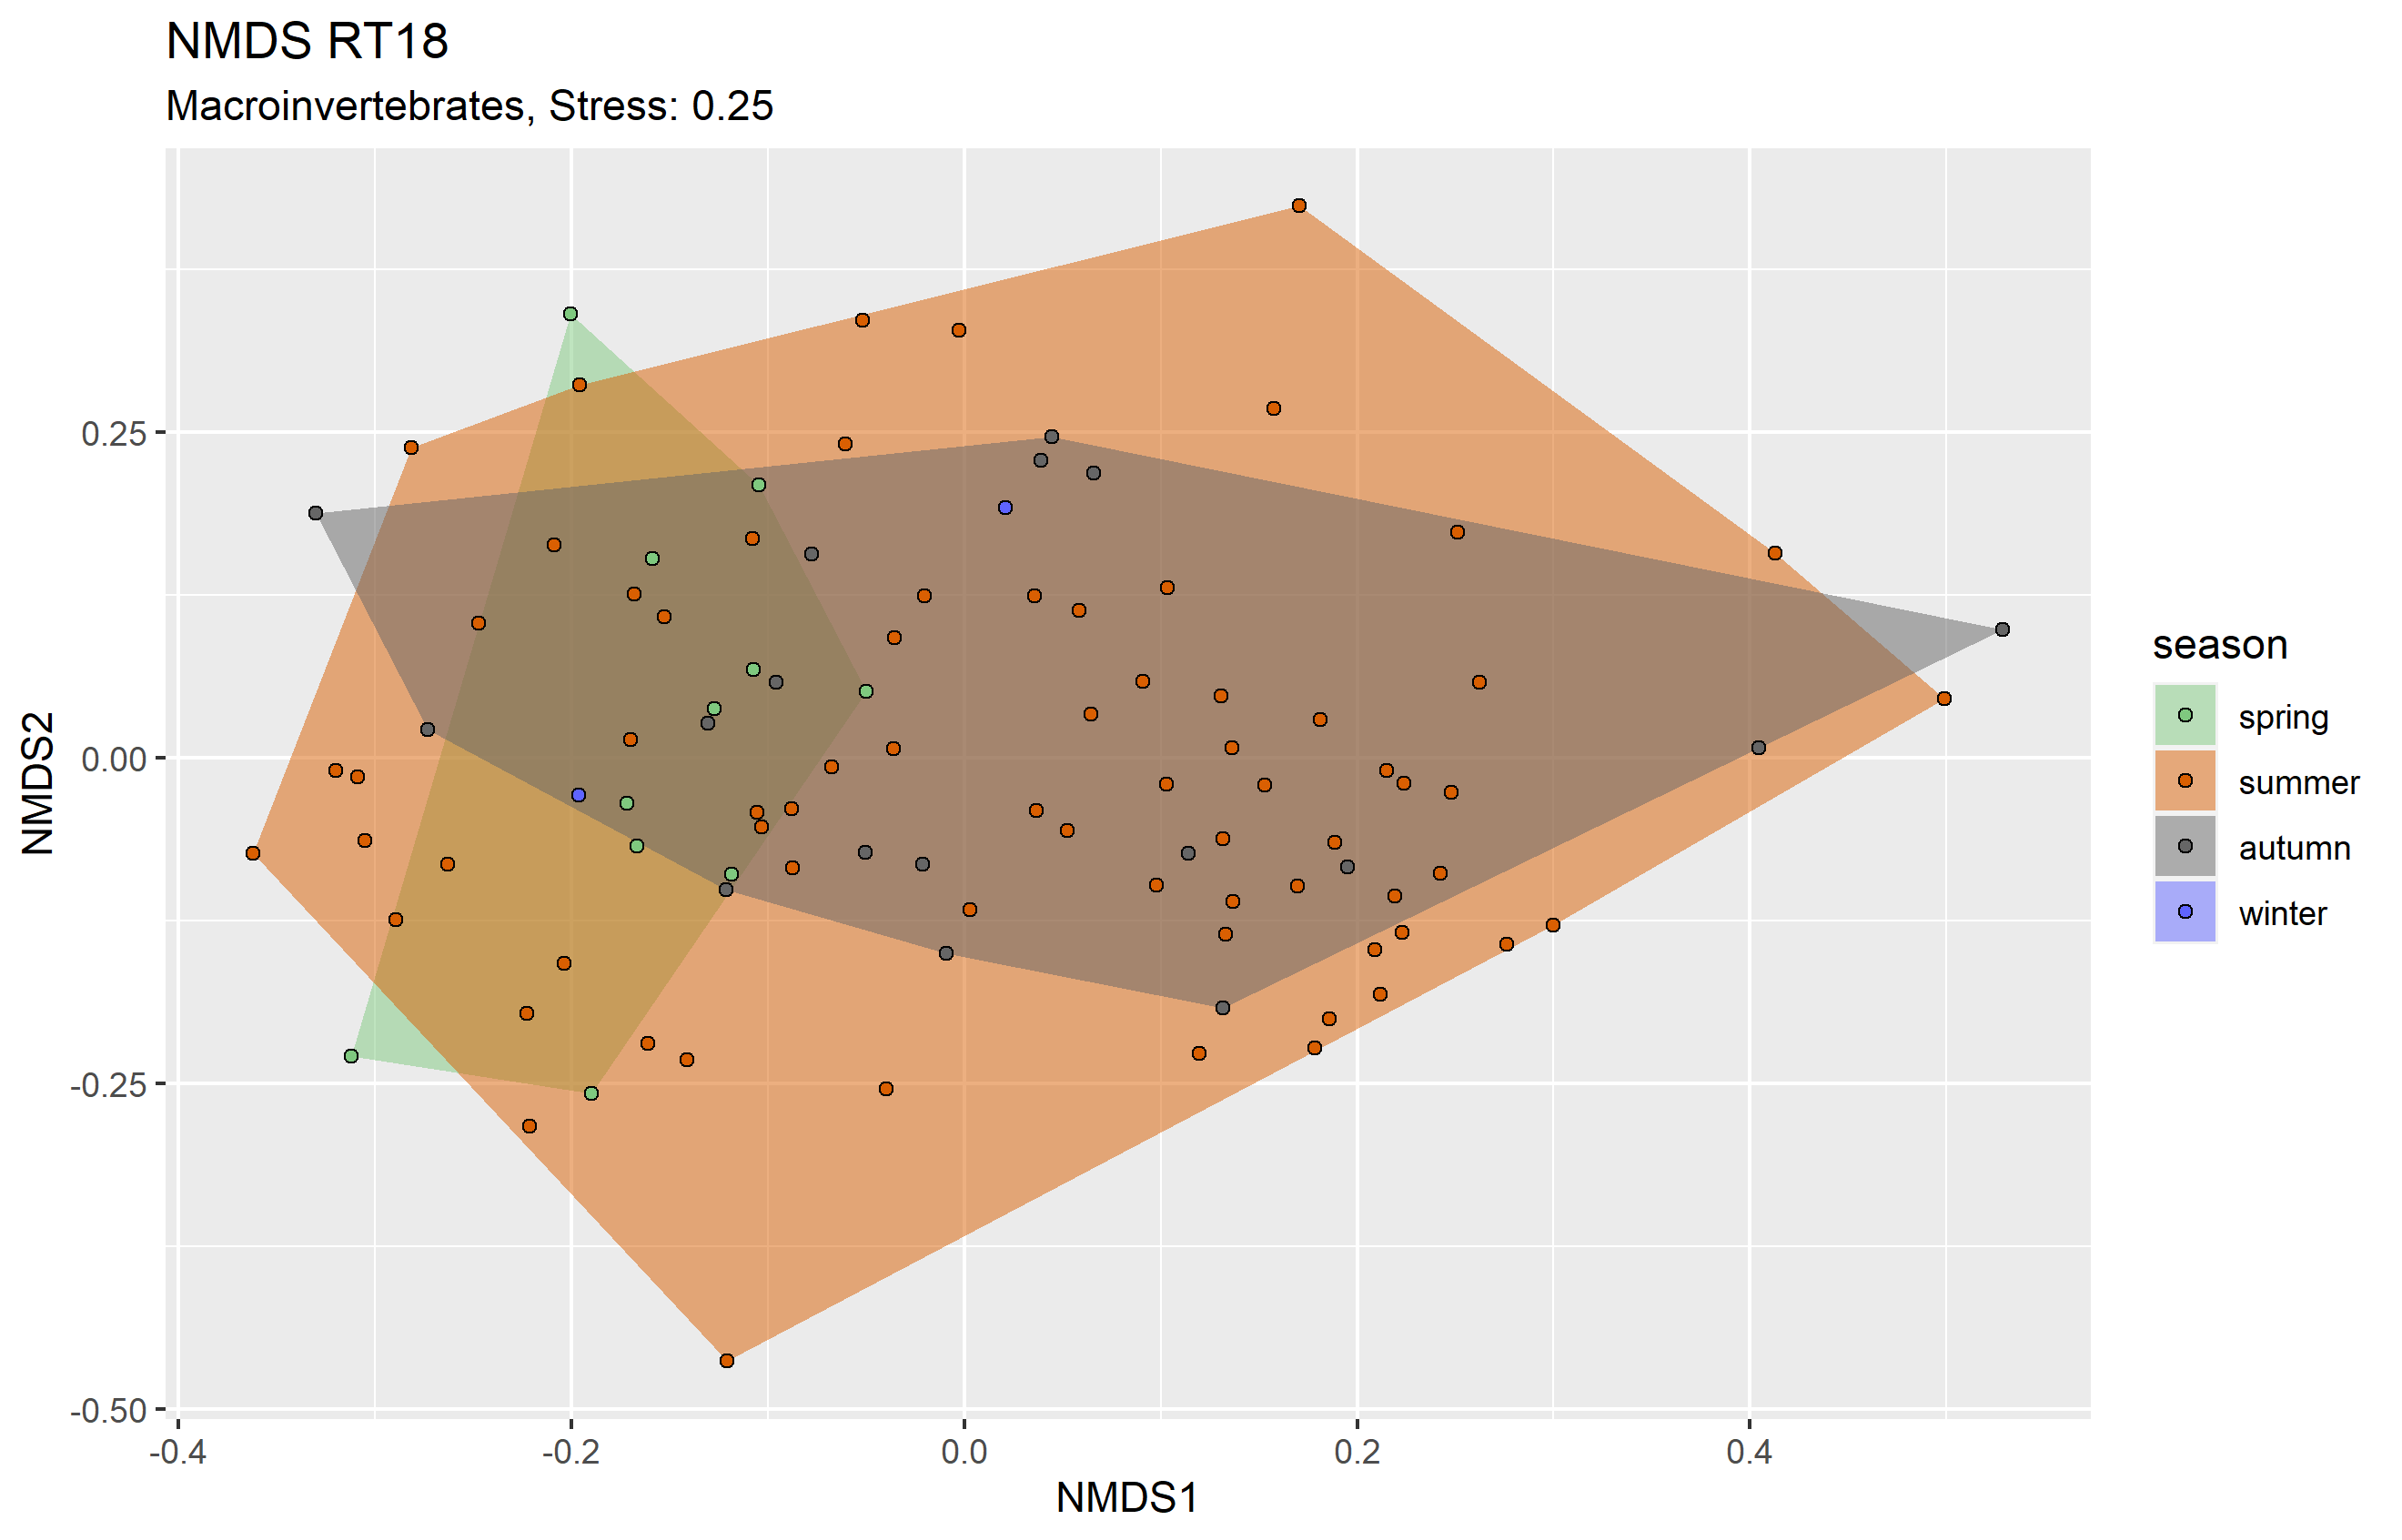 NMDS RT18
Macroinvertebrates, Stress: 0.25
NMDS2
0.25
0.00
-0.25
-0.50
-0.4
-0.2
0.0
0.2
0.4
NMDS1
season
spring
summer
autumn
winter